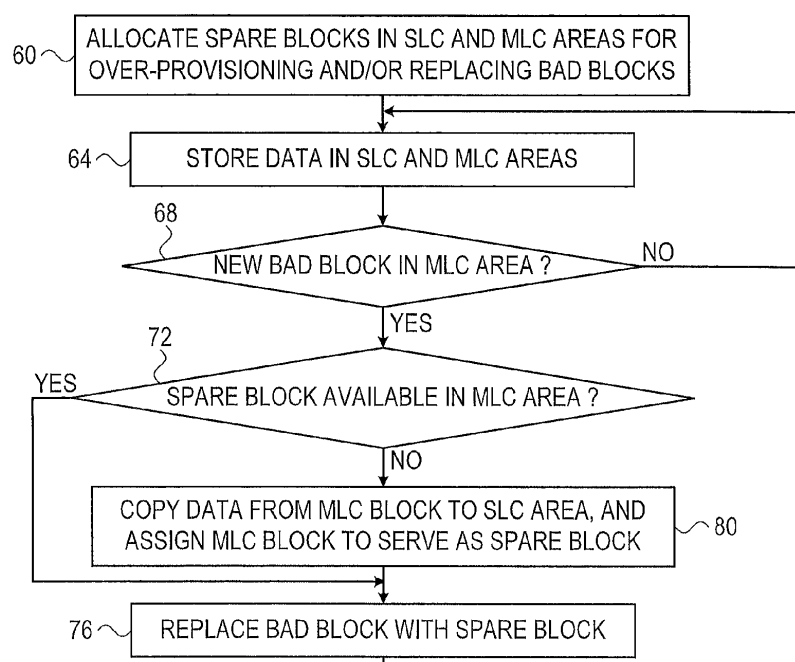 ALLOCATE SPARE BLOCKS IN SLC AND MLC AREAS FOR
OVER-PROVISIONING AND/OR REPLACING BAD BLOCKS
60
STORE DATA IN SLC AND MLC AREAS
64
68
NEW BAD BLOCK IN MLC AREA ?
NO
YES
72
YES
SPARE BLOCK AVAILABLE IN MLC AREA ?
NO
COPY DATA FROM MLC BLOCK TO SLC AREA, AND
ASSIGN MLC BLOCK TO SERVE AS SPARE BLOCK
80
76
REPLACE BAD BLOCK WITH SPARE BLOCK